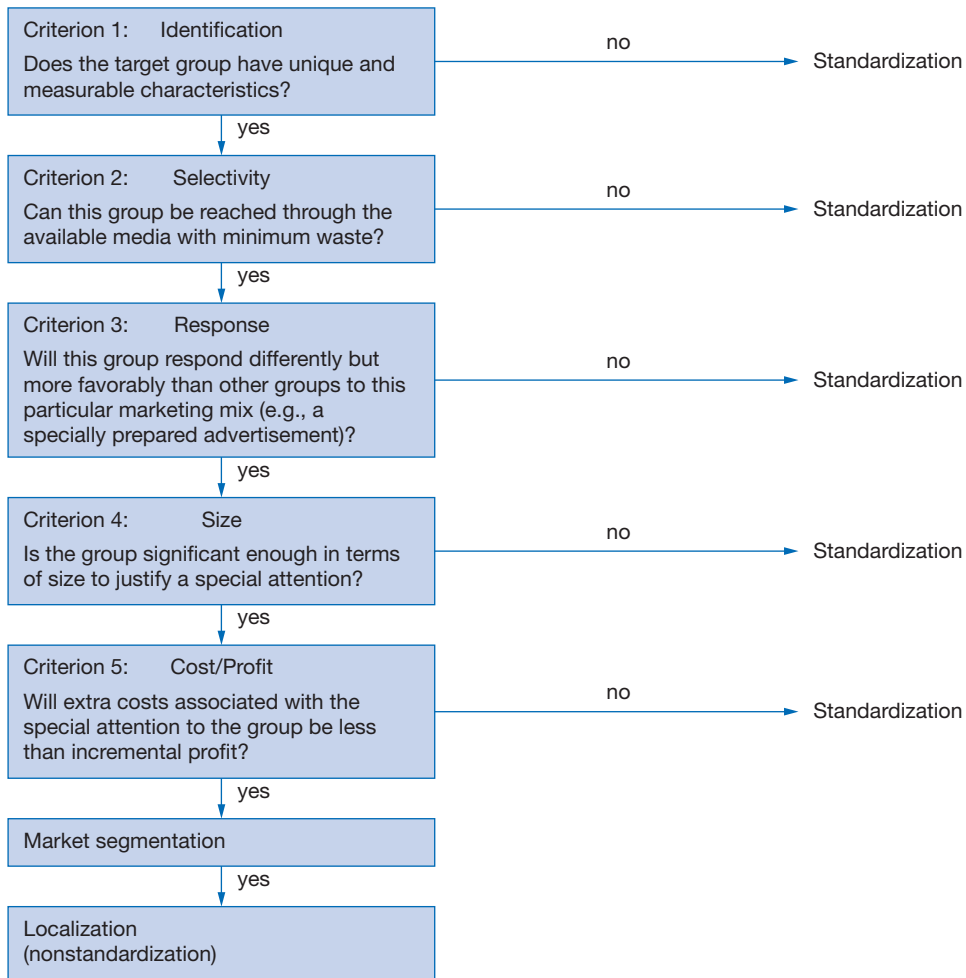 Criterion 1: Identification
Does the target group have unique and
measurable characteristics?
no
Standardization
yes
Criterion 2: Selectivity
Can this group be reached through the
available media with minimum waste?
no
Standardization
yes
Criterion 3: Response
Will this group respond differently but
more favorably than other groups to this
particular marketing mix (e.g., a
specially prepared advertisement)?
no
Standardization
yes
Criterion 4: Size
Is the group significant enough in terms
of size to justify a special attention?
no
Standardization
yes
Criterion 5: Cost/Profit
Will extra costs associated with the
special attention to the group be less
than incremental profit?
no
Standardization
yes
Market segmentation
yes
Localization
(nonstandardization)